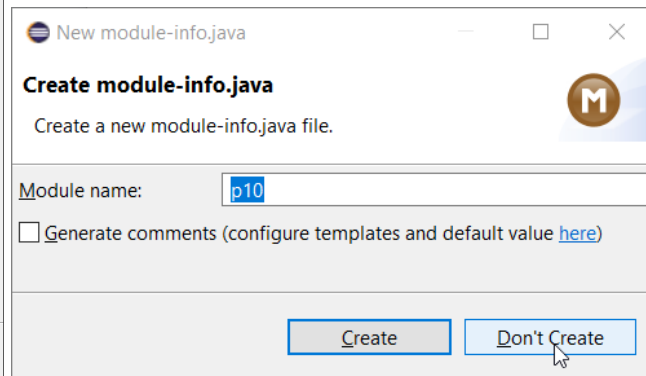 New module-info.java
Create module-info.java
M
Create a new module-info.java file.
Module name: p10
Generate comments (configure templates and default value here)
Create Don't Create